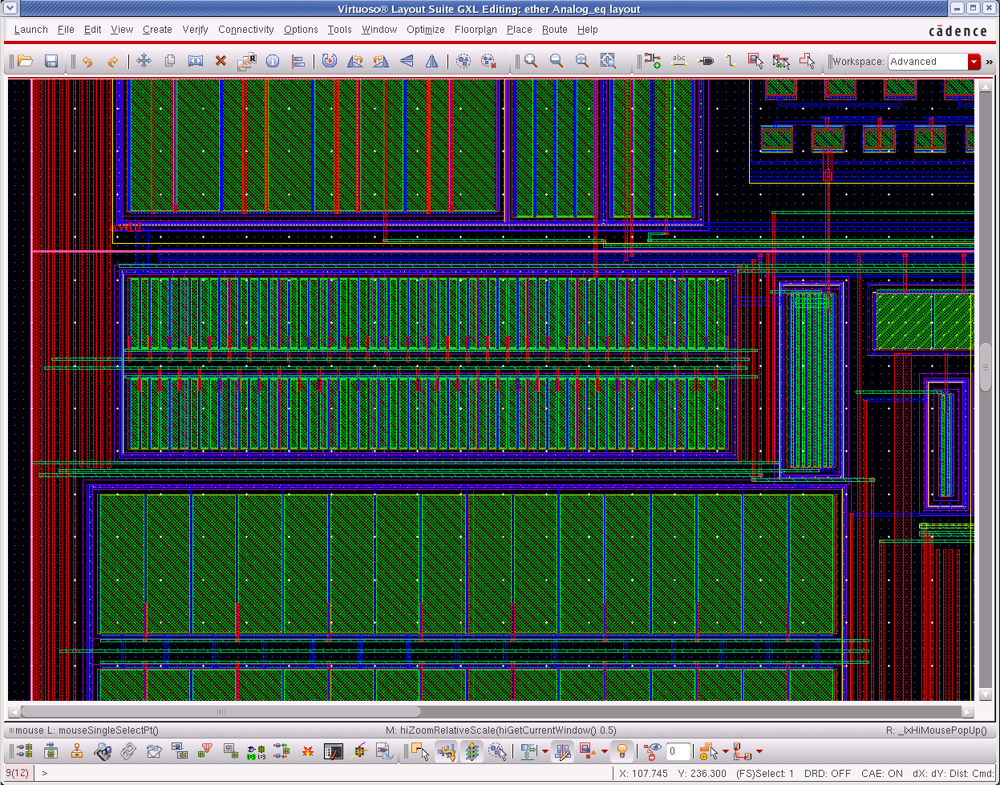 Virtuoso® Layout Suite GXL Editing: ether Analog_eq layout
Launch File Edit View Create Verify Connectivity Options Tools Window Optimize Floorplan Place Route Help
cādence
R
abc
Workspace: Advanced »
avdd
mouse L: mouseSingleSelectPt()
M: hiZoomRelativeScale(hiGetCurrentWindow() 0.5)
R: _lxHiMousePopUp()
0
9(12) >
X: 107.745 Y: 236.300 (FS)Select: 1 DRD: OFF CAE: ON dX: dY: Dist: Cmd: